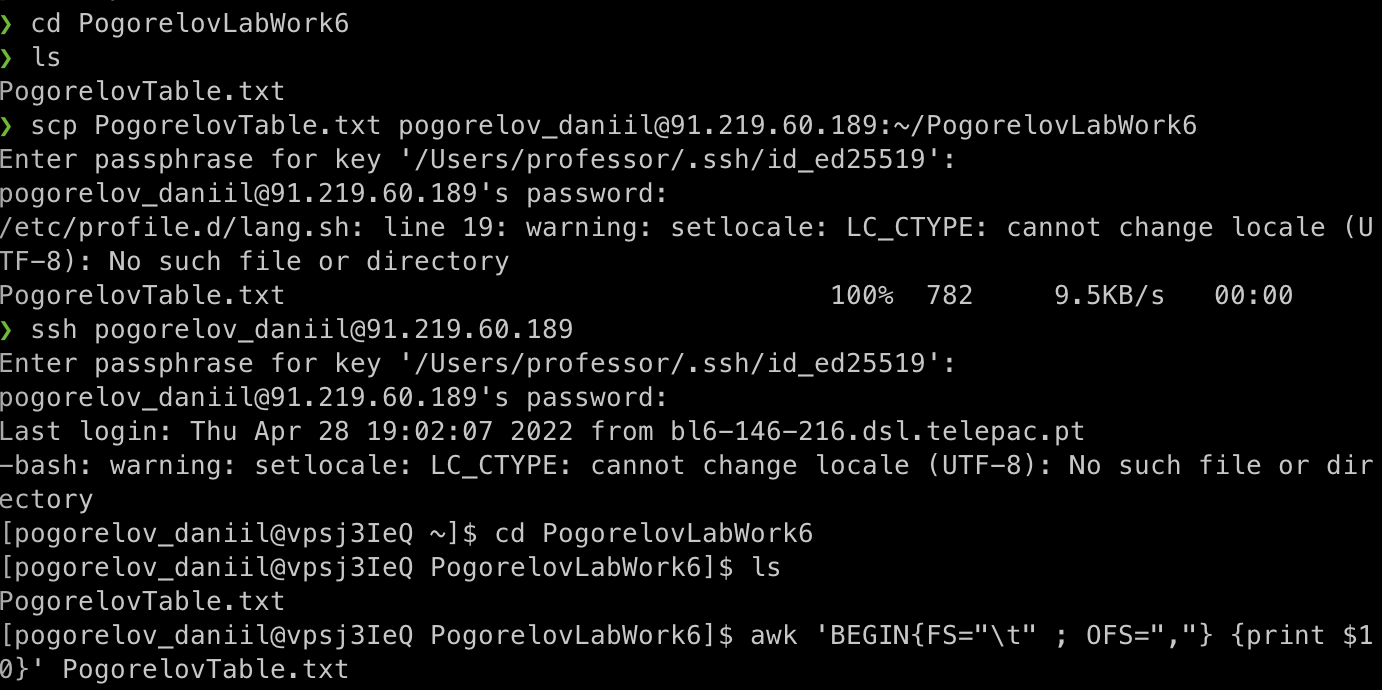 ❯ cd PogorelovLabWork6
❯ ls
PogorelovTable.txt
❯ scp PogorelovTable.txt pogorelov_daniil@91.219.60.189:~/PogorelovLabWork6
Enter passphrase for key '/Users/professor/.ssh/id_ed25519':
pogorelov_daniil@91.219.60.189's password:
/etc/profile.d/lang.sh: line 19: warning: setlocale: LC_CTYPE: cannot change locale (U
TF-8): No such file or directory
PogorelovTable.txt 100% 782 9.5KB/s 00:00
❯ ssh pogorelov_daniil@91.219.60.189
Enter passphrase for key '/Users/professor/.ssh/id_ed25519':
pogorelov_daniil@91.219.60.189's password:
Last login: Thu Apr 28 19:02:07 2022 from bl6-146-216.dsl.telepac.pt
-bash: warning: setlocale: LC_CTYPE: cannot change locale (UTF-8): No such file or dir
ectory
[pogorelov_daniil@vpsj3IeQ ~]$ cd PogorelovLabWork6
[pogorelov_daniil@vpsj3IeQ PogorelovLabWork6]$ ls
PogorelovTable.txt
[pogorelov_daniil@vpsj3IeQ PogorelovLabWork6]$ awk 'BEGIN{FS="\t" ; OFS=","} {print $1
0}' PogorelovTable.txt